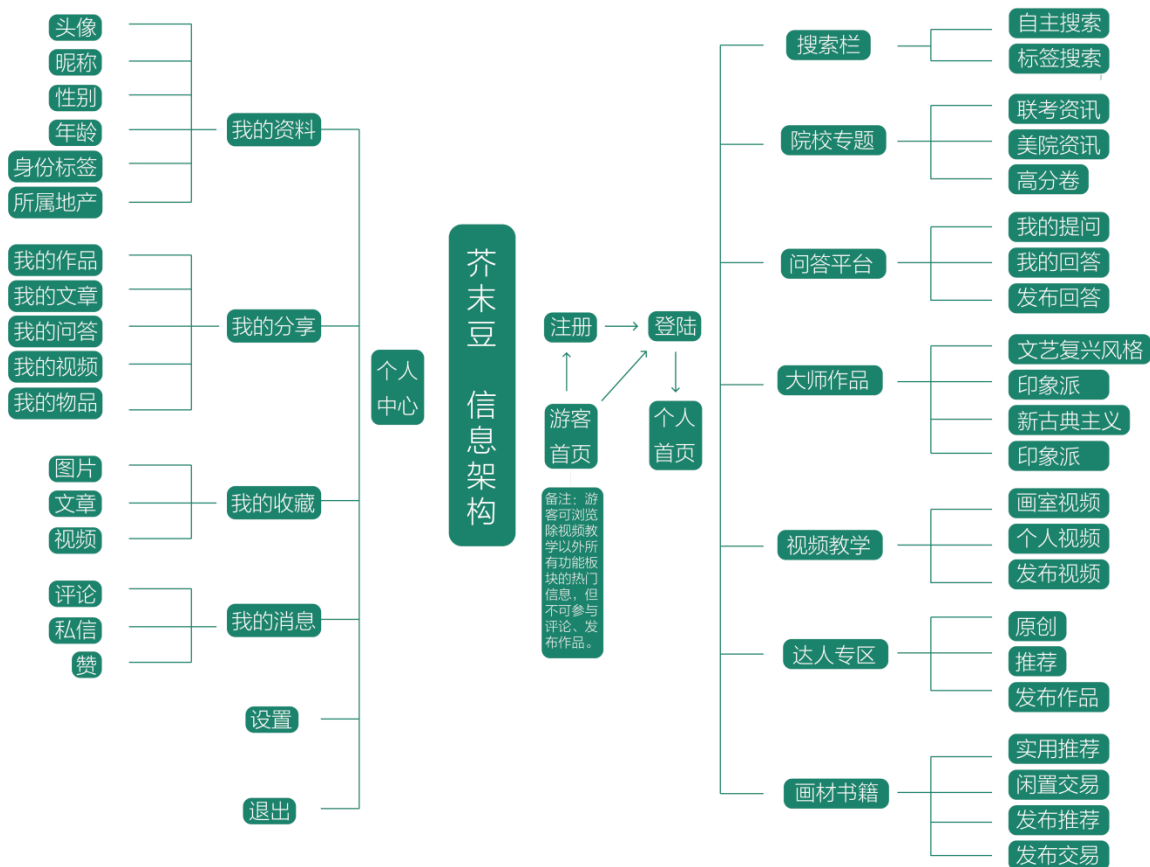 头像
昵称
性别
年龄
身份标签
所属地产
我的资料
我的作品
我的文章
我的问答
我的视频
我的物品
我的分享
图片
文章
视频
我的收藏
评论
私信
赞
我的消息
设置
退出
个人
中心
芥末豆 信息架构
注册
登陆
游客
首页
个人
首页
备注：游
客可浏览
除视频教
学以外所
有功能板
块的热门
信息，但
不可参与
评论、发
布作品。
搜索栏
自主搜索
标签搜索
院校专题
联考资讯
美院资讯
高分卷
问答平台
我的提问
我的回答
发布回答
大师作品
文艺复兴风格
印象派
新古典主义
印象派
视频教学
画室视频
个人视频
发布视频
达人专区
原创
推荐
发布作品
画材书籍
实用推荐
闲置交易
发布推荐
发布交易